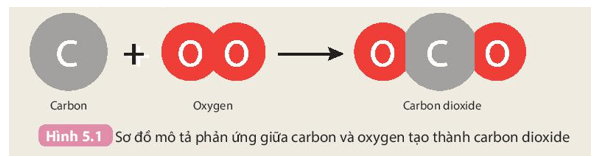 C + O O → O C O
Carbon Oxygen Carbon dioxide
Hình 5.1 Sơ đồ mô tả phản ứng giữa carbon và oxygen tạo thành carbon dioxide